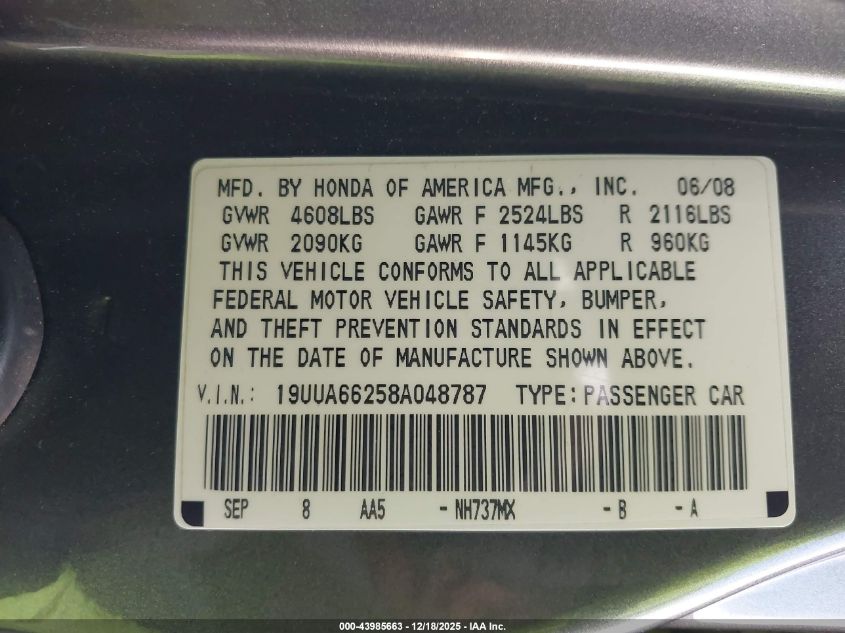 MFD. BY HONDA OF AMERICA MFG., INC. 06/08
GVWR 4608LBS GAWR F 2524LBS R 2116LBS
GVWR 2090KG GAWR F 1145KG R 960KG
THIS VEHICLE CONFORMS TO ALL APPLICABLE
FEDERAL MOTOR VEHICLE SAFETY, BUMPER,
AND THEFT PREVENTION STANDARDS IN EFFECT
ON THE DATE OF MANUFACTURE SHOWN ABOVE.
V.I.N.: 19UUA66258A048787 TYPE: PASSENGER CAR
SEP 8 AA5 - NH737MX - B - A
000-43985663 - 12/18/2025 - IAA Inc.